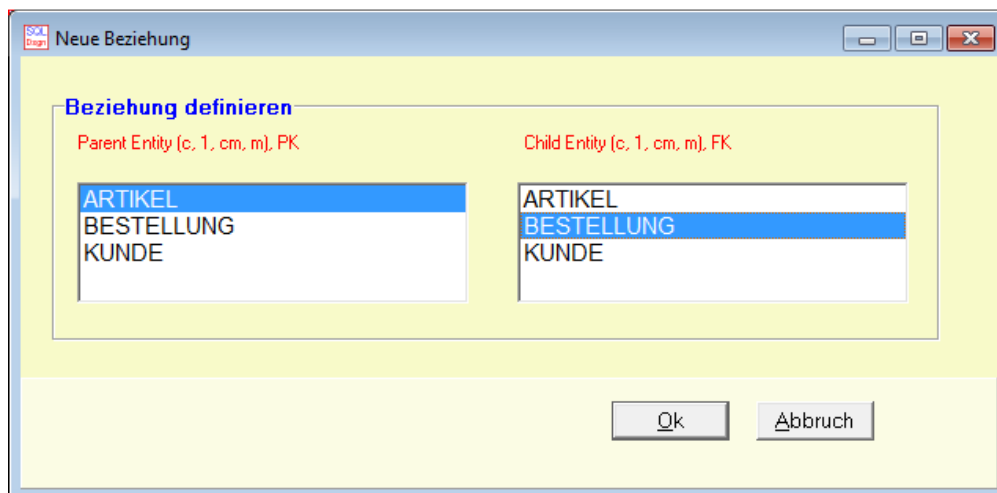 SQL
Dsgn
Neue Beziehung
Beziehung definieren
Parent Entity (c, 1, cm, m), PK
Child Entity (c, 1, cm, m), FK
ARTIKEL
BESTELLUNG
KUNDE
ARTIKEL
BESTELLUNG
KUNDE
Ok
Abbruch